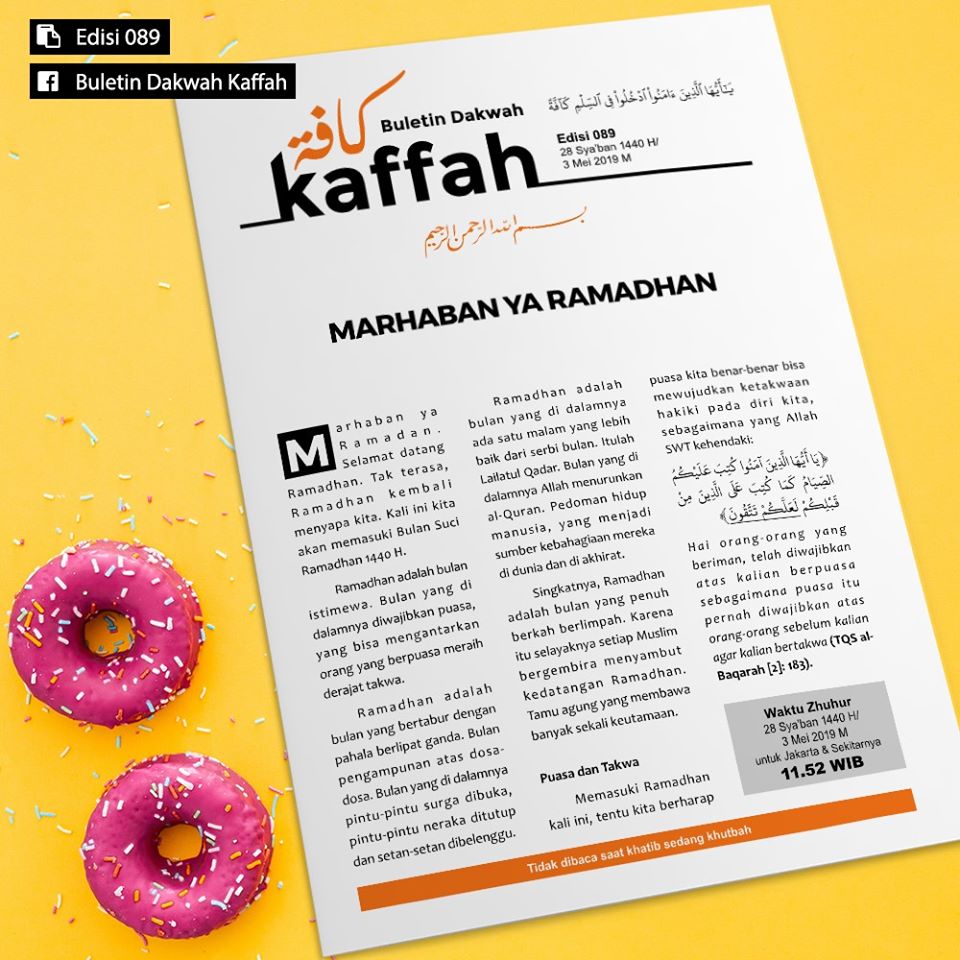 Edisi 089
Buletin Dakwah Kaffah
كافة
Buletin Dakwah
kaffah
يَٰٓأَيُّهَا ٱلَّذِينَ ءَامَنُوا۟ ٱدْخُلُوا۟ فِى ٱلسِّلْمِ كَآفَّةً
Edisi 089
28 Sya'ban 1440 H/
3 Mei 2019 M
بسم الله الرحمن الرحيم
MARHABAN YA RAMADHAN
Marhaban ya
Ramadan.
Selamat datang
Ramadhan. Tak terasa,
Ramadhan kembali
menyapa kita. Kali ini kita
akan memasuki Bulan Suci
Ramadhan 1440 H.
Ramadhan adalah bulan
istimewa. Bulan yang di
dalamnya diwajibkan puasa,
yang bisa mengantarkan
orang yang berpuasa meraih
derajat takwa.
Ramadhan adalah
bulan yang bertabur dengan
pahala berlipat ganda. Bulan
pengampunan atas dosa-
dosa. Bulan yang di dalamnya
pintu-pintu surga dibuka,
pintu-pintu neraka ditutup
dan setan-setan dibelenggu.
Ramadhan adalah
bulan yang di dalamnya
ada satu malam yang lebih
baik dari serbi bulan. Itulah
Lailatul Qadar. Bulan yang di
dalamnya Allah menurunkan
al-Quran. Pedoman hidup
manusia, yang menjadi
sumber kebahagiaan mereka
di dunia dan di akhirat.
Singkatnya, Ramadhan
adalah bulan yang penuh
berkah berlimpah. Karena
itu selayaknya setiap Muslim
bergembira menyambut
kedatangan Ramadhan.
Tamu agung yang membawa
banyak sekali keutamaan.
Puasa dan Takwa
Memasuki Ramadhan
kali ini, tentu kita berharap
puasa kita benar-benar bisa
mewujudkan ketakwaan
hakiki pada diri kita,
sebagaimana yang Allah
SWT kehendaki:
﴿يَا أَيُّهَا الَّذِينَ آمَنُوا كُتِبَ عَلَيْكُمُ
الصِّيَامُ كَمَا كُتِبَ عَلَى الَّذِينَ مِنْ
قَبْلِكُمْ لَعَلَّكُمْ تَتَّقُونَ﴾
Hai orang-orang yang
beriman, telah diwajibkan
atas kalian berpuasa
sebagaimana puasa itu
pernah diwajibkan atas
orang-orang sebelum kalian
agar kalian bertakwa (TQS al-
Baqarah [2]: 183).
Waktu Zhuhur
28 Sya'ban 1440 H/
3 Mei 2019 M
untuk Jakarta & Sekitarnya
11.52 WIB
Tidak dibaca saat khatib sedang khutbah